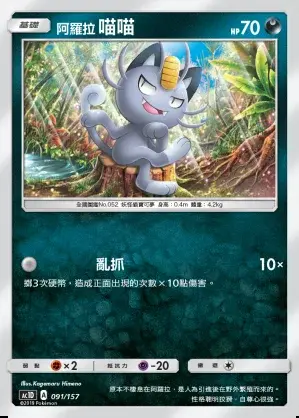 基礎 阿羅拉 喵喵 HP70
全國圖鑑No.052 妖怪貓寶可夢 身高：0.4m 體重：4.2kg
亂抓 10×
擲3次硬幣，造成正面出現的次數×10點傷害。
弱點 ×2 抵抗力 -20 撤退
Illus.Kagemaru Himeno
AC1D A 091/157
©2019 Pokémon
原本不棲息在阿羅拉，是人為引進後在野外繁殖而來的。
性格聰明狡猾，自尊心很強。